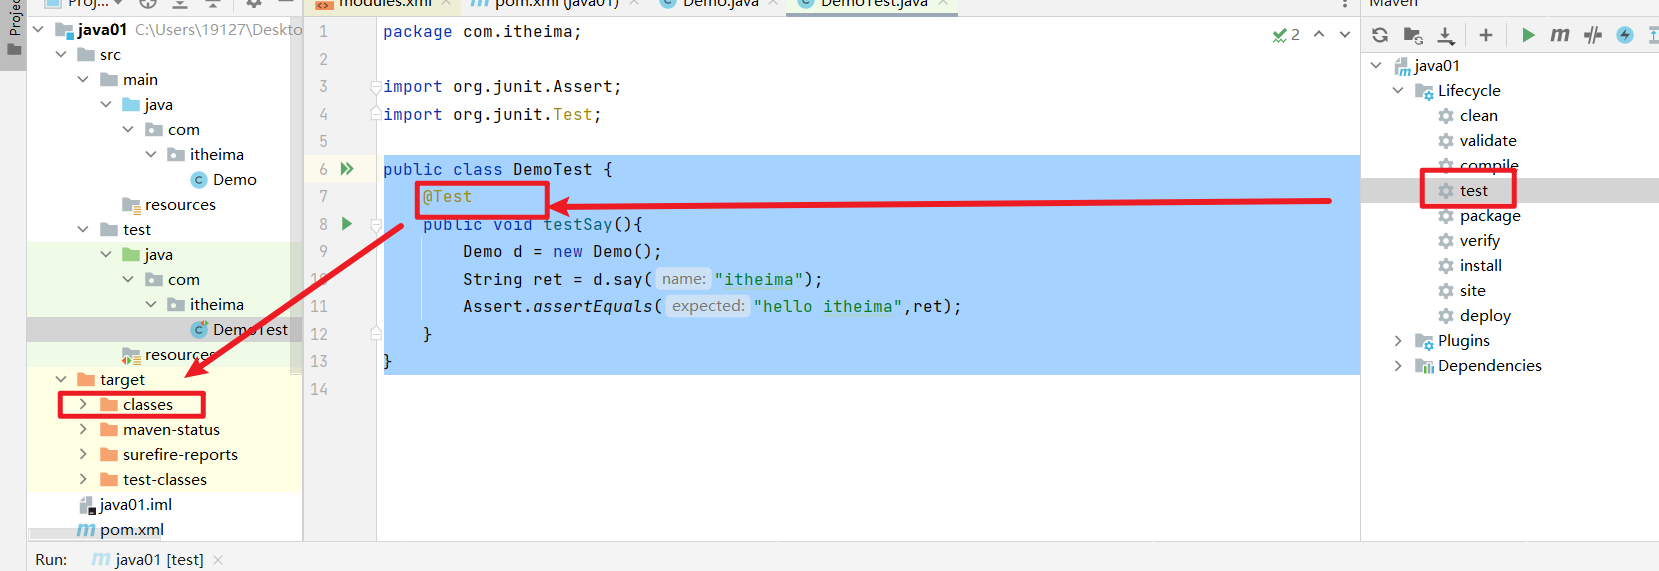 Project
Proj...
java01 C:\Users\19127\Deskto
src
main
java
com
itheima
Demo
resources
test
java
com
itheima
DemoTest
resources
target
classes
maven-status
surefire-reports
test-classes
java01.iml
pom.xml
modules.xml
pom.xml (java01)
Demo.java
DemoTest.java
2
1 package com.itheima;
2
3 import org.junit.Assert;
4 import org.junit.Test;
5
6 public class DemoTest {
7 @Test
8 public void testSay(){
9 Demo d = new Demo();
10 String ret = d.say( name: "itheima");
11 Assert.assertEquals( expected: "hello itheima",ret);
12 }
13 }
14
Maven
java01
Lifecycle
clean
validate
compile
test
package
verify
install
site
deploy
Plugins
Dependencies
Run: java01 [test]